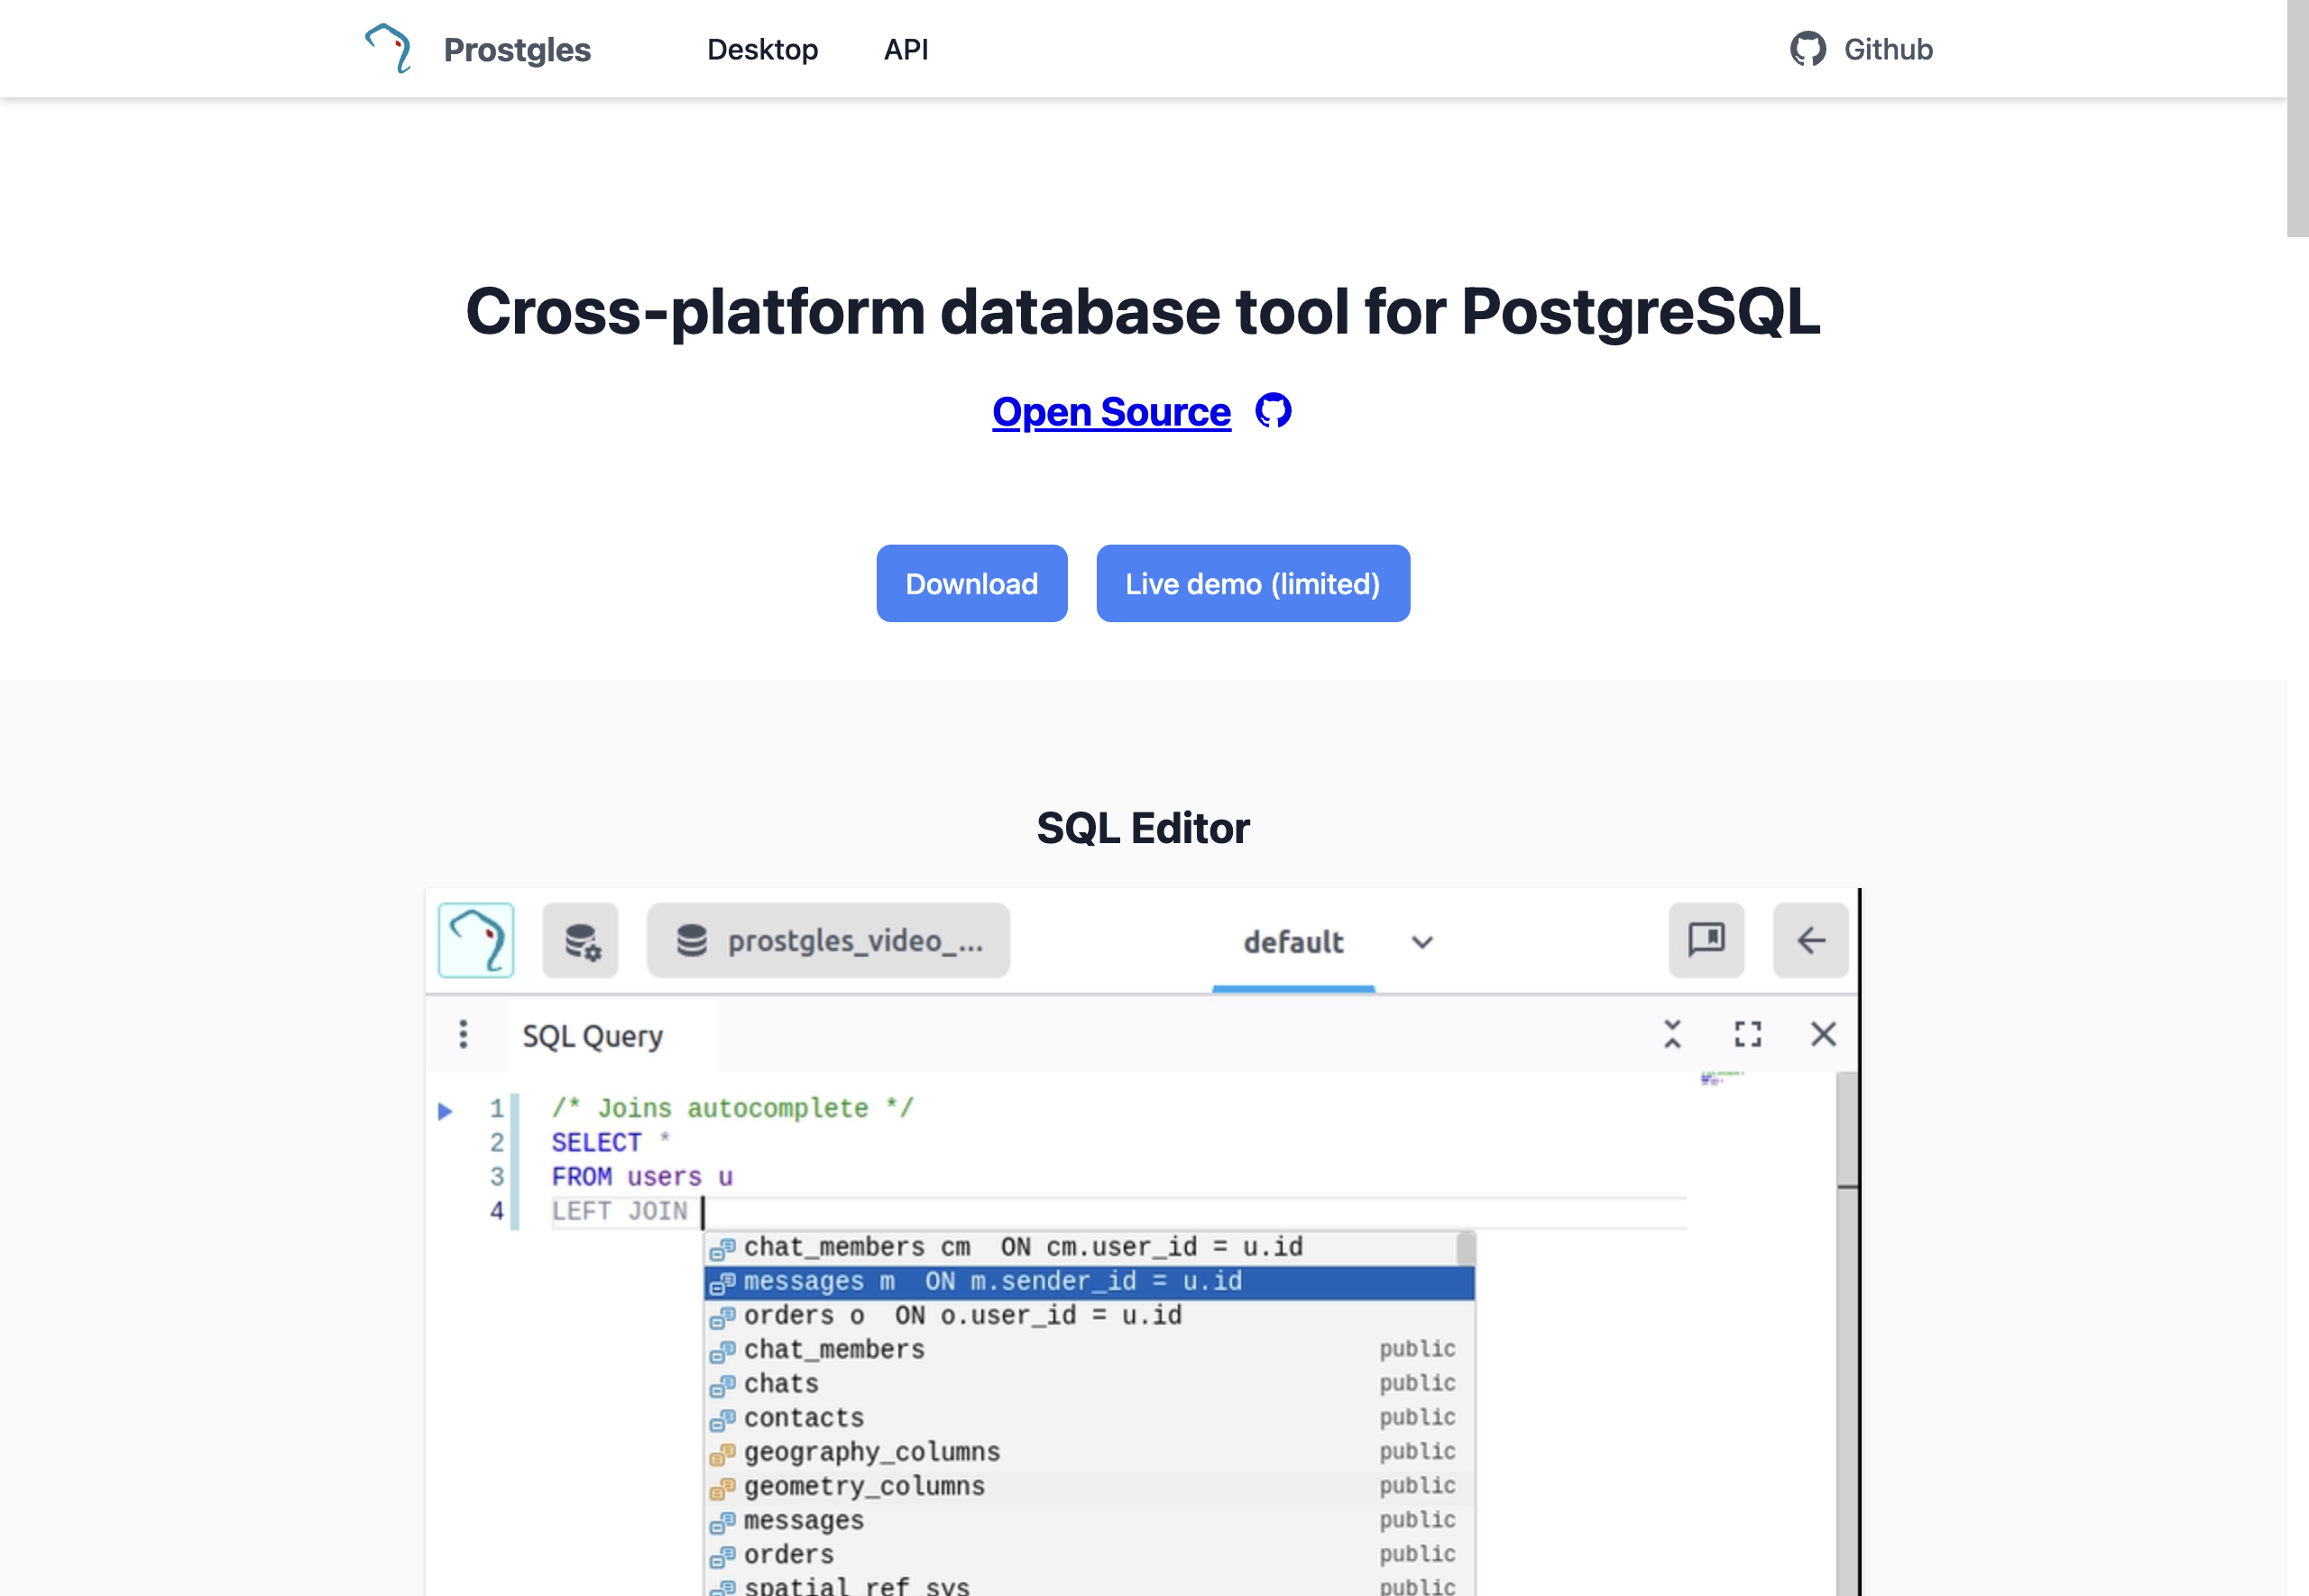 Prostgles
Desktop
API
Github
Cross-platform database tool for PostgreSQL
Open Source
Download
Live demo (limited)
SQL Editor
prostgles_video_...
default
SQL Query
1 /* Joins autocomplete */
2 SELECT *
3 FROM users u
4 LEFT JOIN
chat_members cm  ON cm.user_id = u.id
messages m  ON m.sender_id = u.id
orders o  ON o.user_id = u.id
chat_members public
chats public
contacts public
geography_columns public
geometry_columns public
messages public
orders public
spatial_ref_sys public